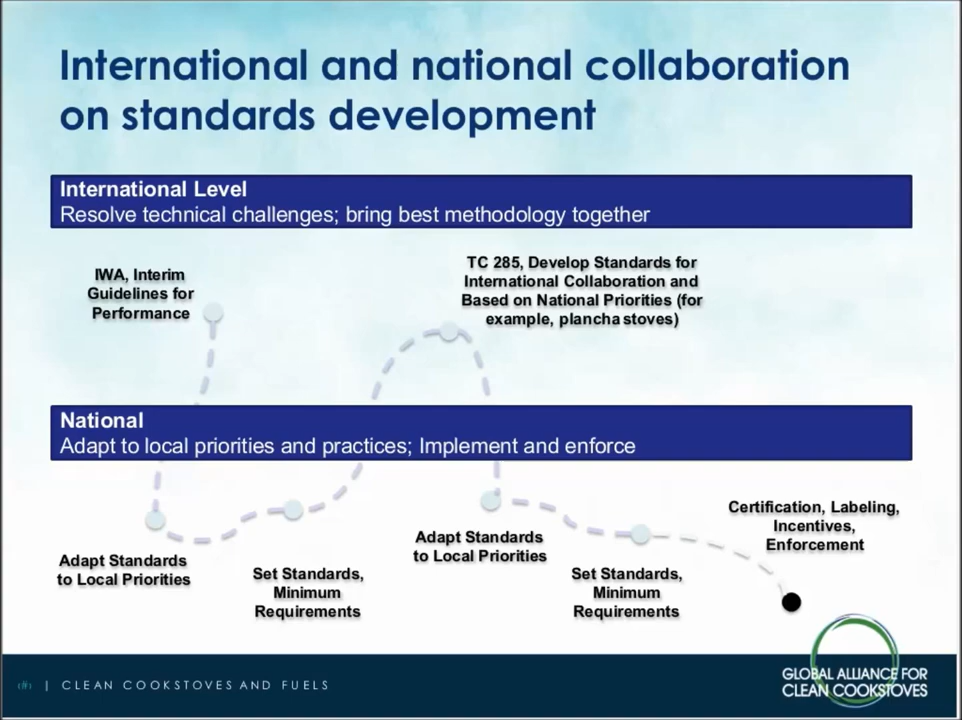 International and national collaboration
on standards development
International Level
Resolve technical challenges; bring best methodology together
IWA, Interim
Guidelines for
Performance
TC 285, Develop Standards for
International Collaboration and
Based on National Priorities (for
example, plancha stoves)
National
Adapt to local priorities and practices; Implement and enforce
Adapt Standards
to Local Priorities
Set Standards,
Minimum
Requirements
Adapt Standards
to Local Priorities
Set Standards,
Minimum
Requirements
Certification, Labeling,
Incentives,
Enforcement
‹#› | CLEAN COOKSTOVES AND FUELS
GLOBAL ALLIANCE FOR
CLEAN COOKSTOVES